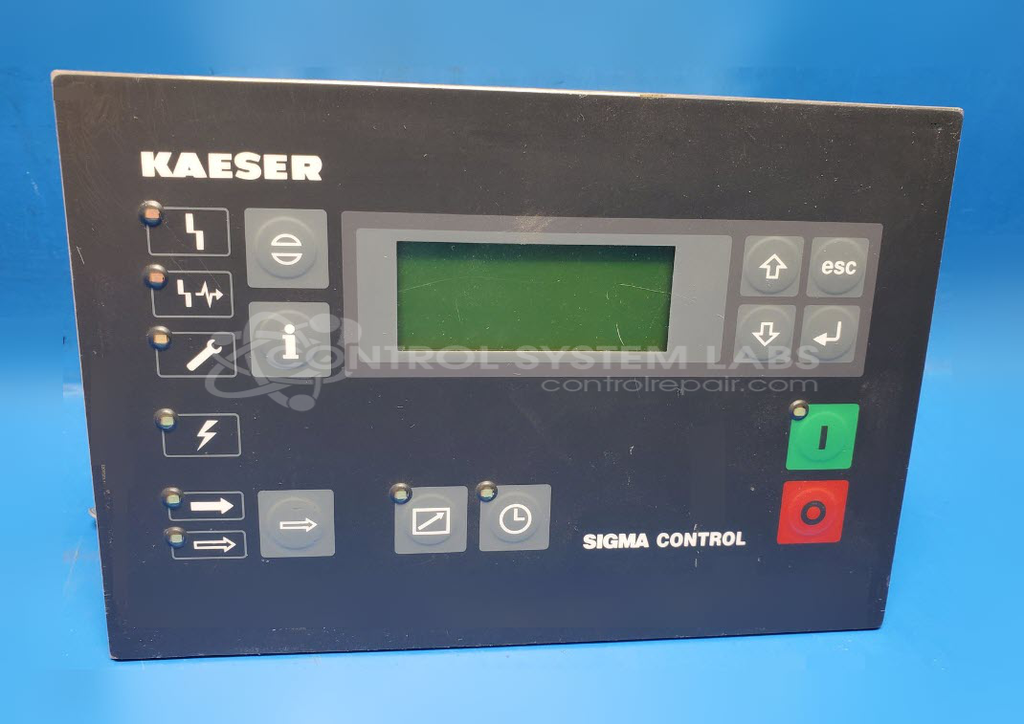 KAESER
esc
i
CONTROL SYSTEM LABS
controlrepair.com
I
O
SIGMA CONTROL